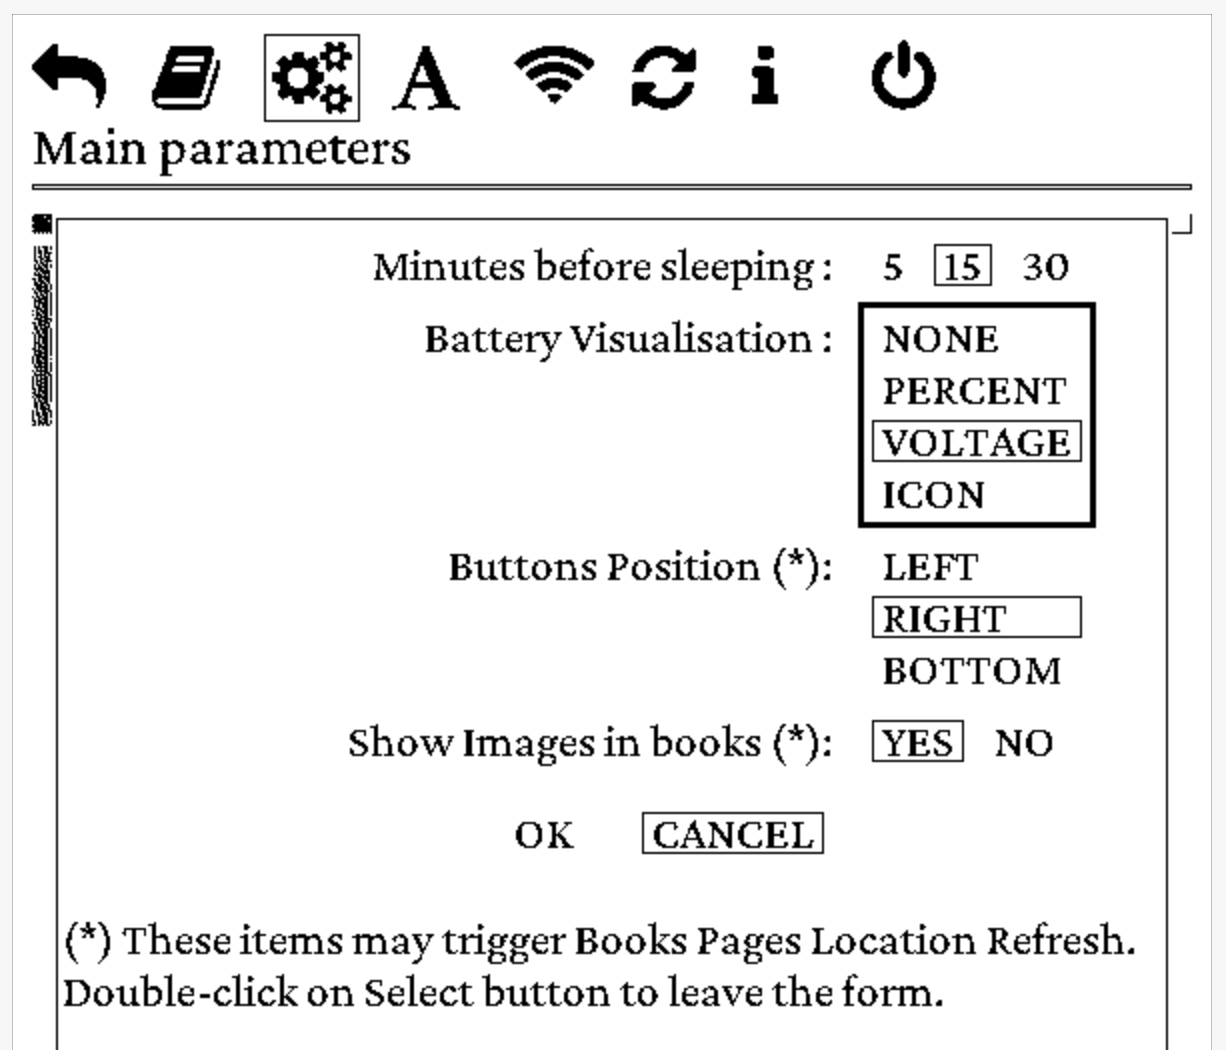 Main parameters
Minutes before sleeping : 5 15 30
Battery Visualisation : NONE
PERCENT
VOLTAGE
ICON
Buttons Position (*): LEFT
RIGHT
BOTTOM
Show Images in books (*): YES NO
OK CANCEL
(*) These items may trigger Books Pages Location Refresh.
Double-click on Select button to leave the form.